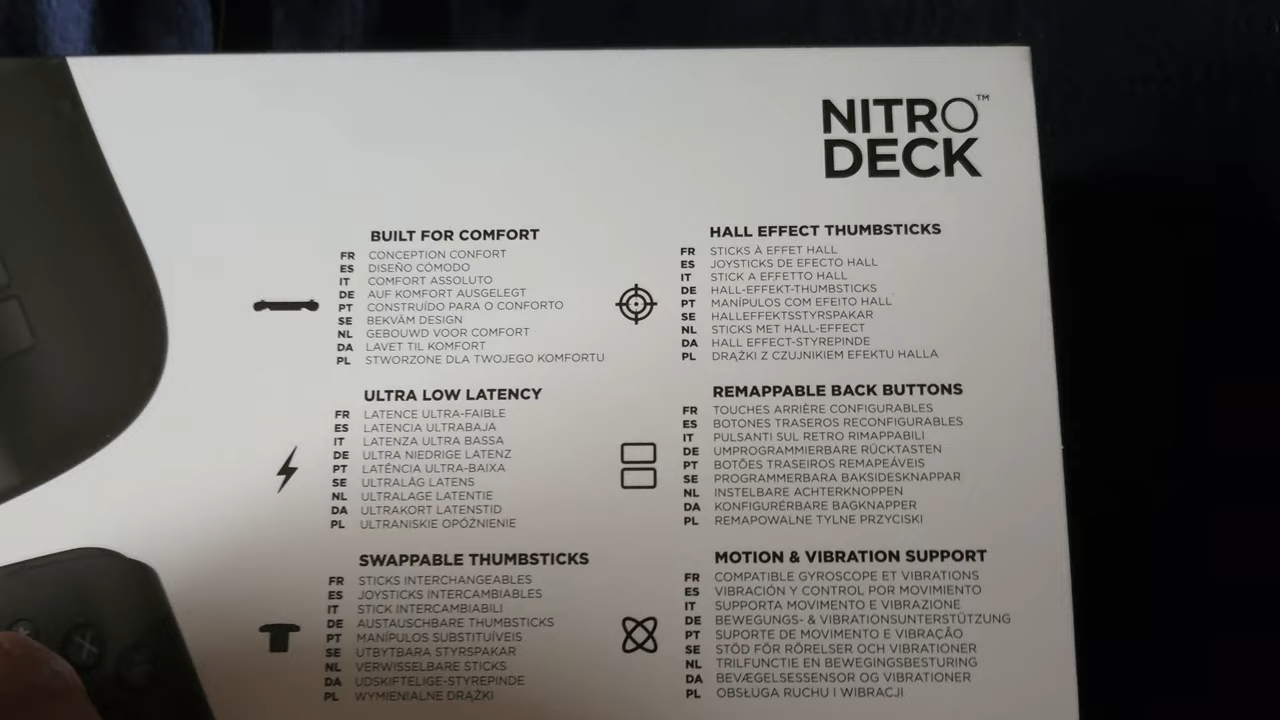 NITRO™
DECK
BUILT FOR COMFORT
FR CONCEPTION CONFORT
ES DISEÑO CÓMODO
IT COMFORT ASSOLUTO
DE AUF KOMFORT AUSGELEGT
PT CONSTRUÍDO PARA O CONFORTO
SE BEKVÄM DESIGN
NL GEBOUWD VOOR COMFORT
DA LAVET TIL KOMFORT
PL STWORZONE DLA TWOJEGO KOMFORTU
HALL EFFECT THUMBSTICKS
FR STICKS À EFFET HALL
ES JOYSTICKS DE EFECTO HALL
IT STICK A EFFETTO HALL
DE HALL-EFFEKT-THUMBSTICKS
PT MANÍPULOS COM EFEITO HALL
SE HALLEFFEKTSSTYRSPAKAR
NL STICKS MET HALL-EFFECT
DA HALL EFFECT-STYREPINDE
PL DRĄŻKI Z CZUJNIKIEM EFEKTU HALLA
ULTRA LOW LATENCY
FR LATENCE ULTRA-FAIBLE
ES LATENCIA ULTRABAJA
IT LATENZA ULTRA BASSA
DE ULTRA NIEDRIGE LATENZ
PT LATÊNCIA ULTRA-BAIXA
SE ULTRALÅG LATENS
NL ULTRALAGE LATENTIE
DA ULTRAKORT LATENSTID
PL ULTRANISKIE OPÓŹNIENIE
REMAPPABLE BACK BUTTONS
FR TOUCHES ARRIÈRE CONFIGURABLES
ES BOTONES TRASEROS RECONFIGURABLES
IT PULSANTI SUL RETRO RIMAPPABILI
DE UMPROGRAMMIERBARE RÜCKTASTEN
PT BOTÕES TRASEIROS REMAPEÁVEIS
SE PROGRAMMERBARA BAKSIDESKNAPPAR
NL INSTELBARE ACHTERKNOPPEN
DA KONFIGURÉRBARE BAGKNAPPER
PL REMAPOWALNE TYLNE PRZYCISKI
SWAPPABLE THUMBSTICKS
FR STICKS INTERCHANGEABLES
ES JOYSTICKS INTERCAMBIABLES
IT STICK INTERCAMBIABILI
DE AUSTAUSCHBARE THUMBSTICKS
PT MANÍPULOS SUBSTITUÍVEIS
SE UTBYTBARA STYRSPAKAR
NL VERWISSELBARE STICKS
DA UDSKIFTELIGE-STYREPINDE
PL WYMIENIALNE DRĄŻKI
MOTION & VIBRATION SUPPORT
FR COMPATIBLE GYROSCOPE ET VIBRATIONS
ES VIBRACIÓN Y CONTROL POR MOVIMIENTO
IT SUPPORTA MOVIMENTO E VIBRAZIONE
DE BEWEGUNGS- & VIBRATIONSUNTERSTÜTZUNG
PT SUPORTE DE MOVIMENTO E VIBRAÇÃO
SE STÖD FÖR RÖRELSER OCH VIBRATIONER
NL TRILFUNCTIE EN BEWEGINGSBESTURING
DA BEVÆGELSESSENSOR OG VIBRATIONER
PL OBSŁUGA RUCHU I WIBRACJI